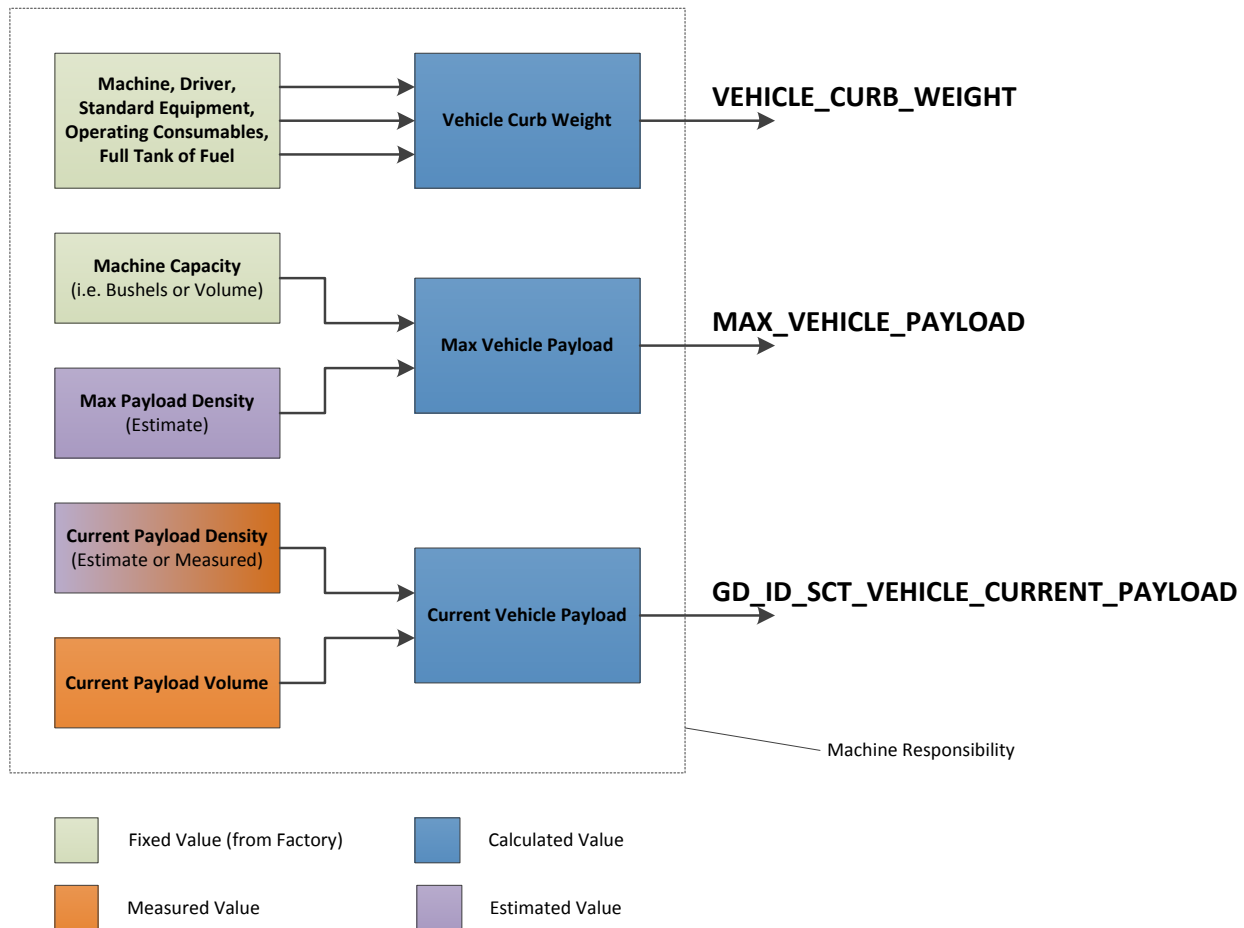 Machine, Driver,
Standard Equipment,
Operating Consumables,
Full Tank of Fuel
Vehicle Curb Weight
VEHICLE_CURB_WEIGHT
Machine Capacity
(i.e. Bushels or Volume)
Max Vehicle Payload
MAX_VEHICLE_PAYLOAD
Max Payload Density
(Estimate)
Current Payload Density
(Estimate or Measured)
Current Vehicle Payload
GD_ID_SCT_VEHICLE_CURRENT_PAYLOAD
Current Payload Volume
Machine Responsibility
Fixed Value (from Factory)
Calculated Value
Measured Value
Estimated Value